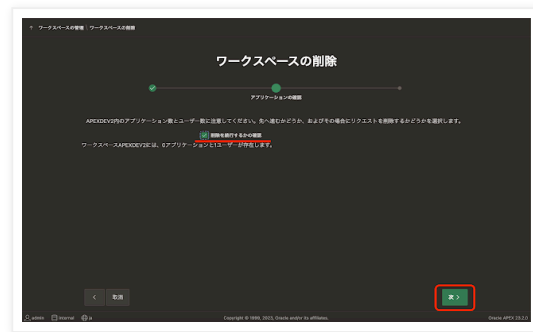 ↑ ワークスペースの管理 \ ワークスペースの削除
ワークスペースの削除
アプリケーションの確認
APEXDEV2内のアプリケーション数とユーザー数に注意してください。先へ進むかどうか、およびその場合にリクエストを削除するかどうかを選択します。
削除を続行するかの確認
ワークスペースAPEXDEV2には、0アプリケーションと1ユーザーが存在します。
< 取消 次 >
admin Internal ja Copyright © 1999, 2023, Oracle and/or its affiliates. Oracle APEX 23.2.0